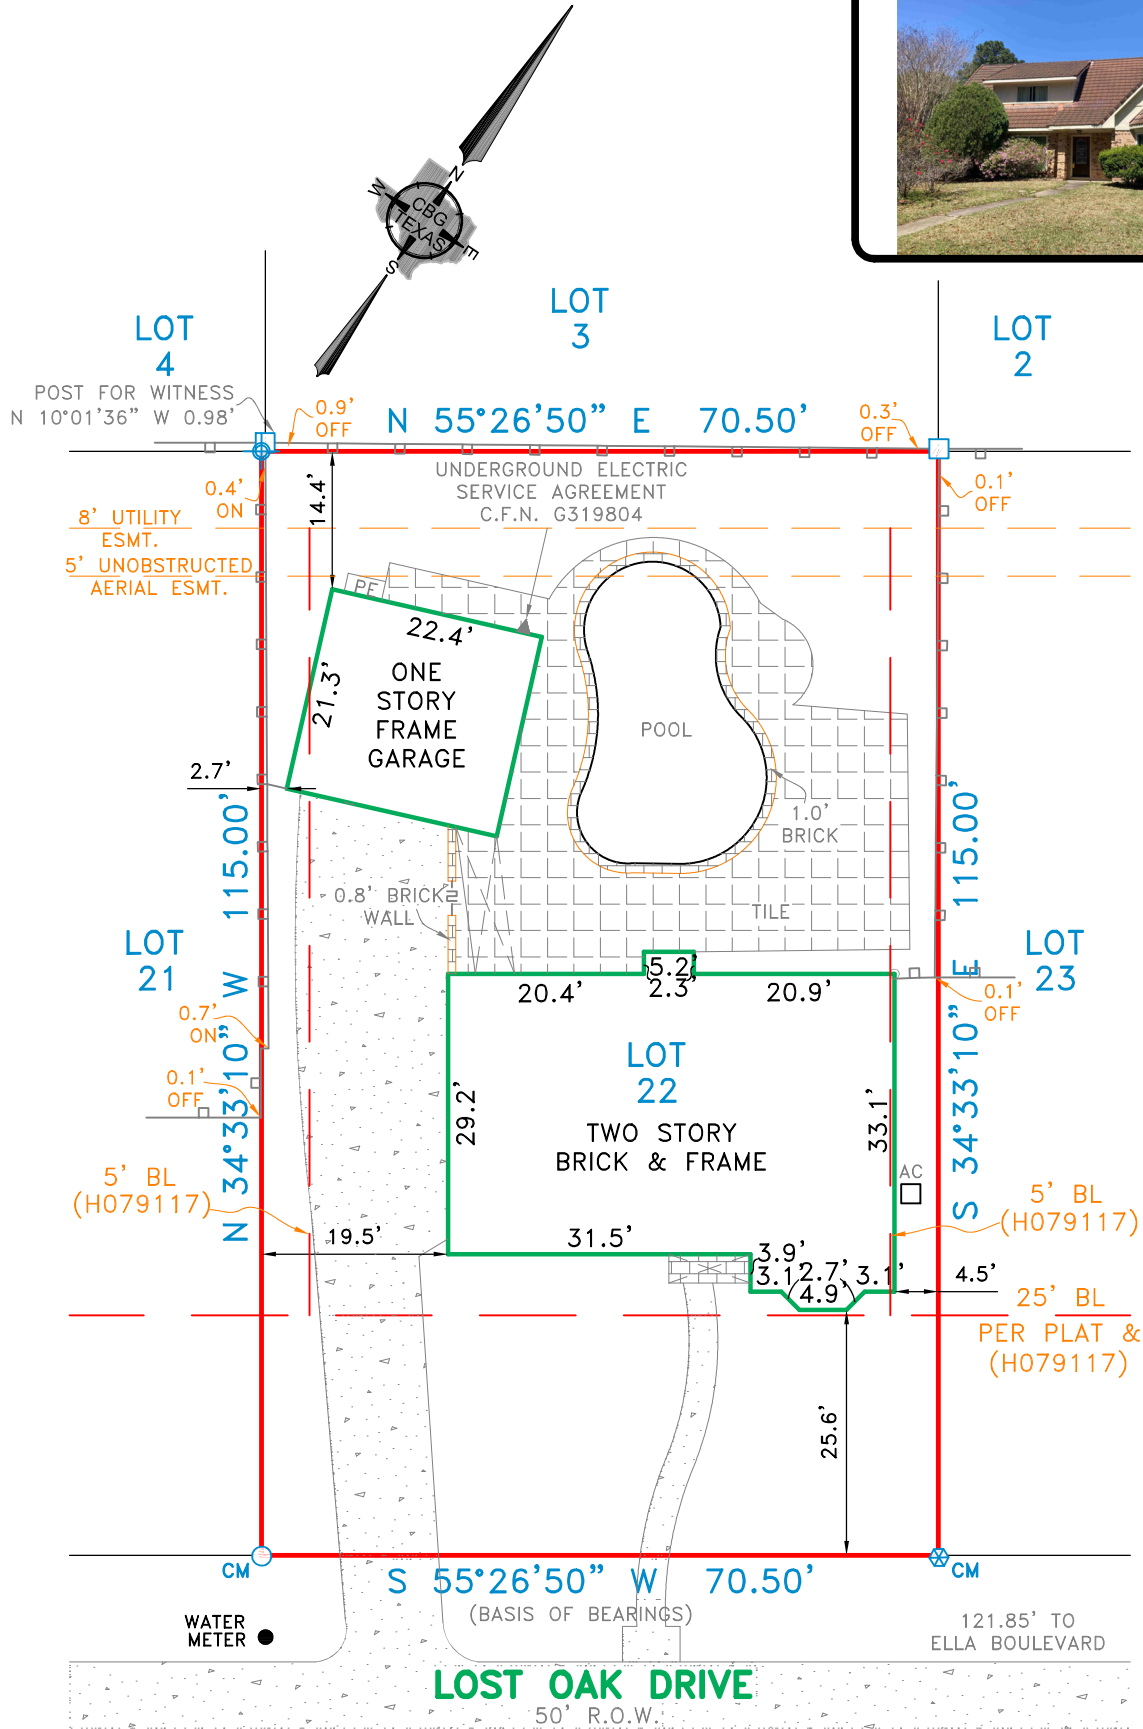 N
W
CBG
TEXAS
E
S
LOT
4
LOT
3
LOT
2
POST FOR WITNESS
N 10°01'36" W 0.98'
0.9'
OFF
N 55°26'50" E 70.50'
0.3'
OFF
0.4'
ON
14.4'
UNDERGROUND ELECTRIC
SERVICE AGREEMENT
C.F.N. G319804
0.1'
OFF
8' UTILITY
ESMT.
5' UNOBSTRUCTED
AERIAL ESMT.
PE
22.4'
21.3'
ONE
STORY
FRAME
GARAGE
POOL
2.7'
1.0'
BRICK
N 34°33'10" W 115.00'
S 34°33'10" E 115.00'
0.8' BRICK
WALL
TILE
LOT
21
LOT
23
5.2'
2.3'
20.4'
20.9'
0.7'
ON
0.1'
OFF
0.1'
OFF
LOT
22
29.2'
33.1'
TWO STORY
BRICK & FRAME
AC
5' BL
(H079117)
5' BL
(H079117)
19.5'
31.5'
3.9'
3.1'
2.7'
3.1'
4.9'
4.5'
25' BL
PER PLAT &
(H079117)
25.6'
CM
CM
S 55°26'50" W 70.50'
(BASIS OF BEARINGS)
WATER
METER
121.85' TO
ELLA BOULEVARD
LOST OAK DRIVE
50' R.O.W.